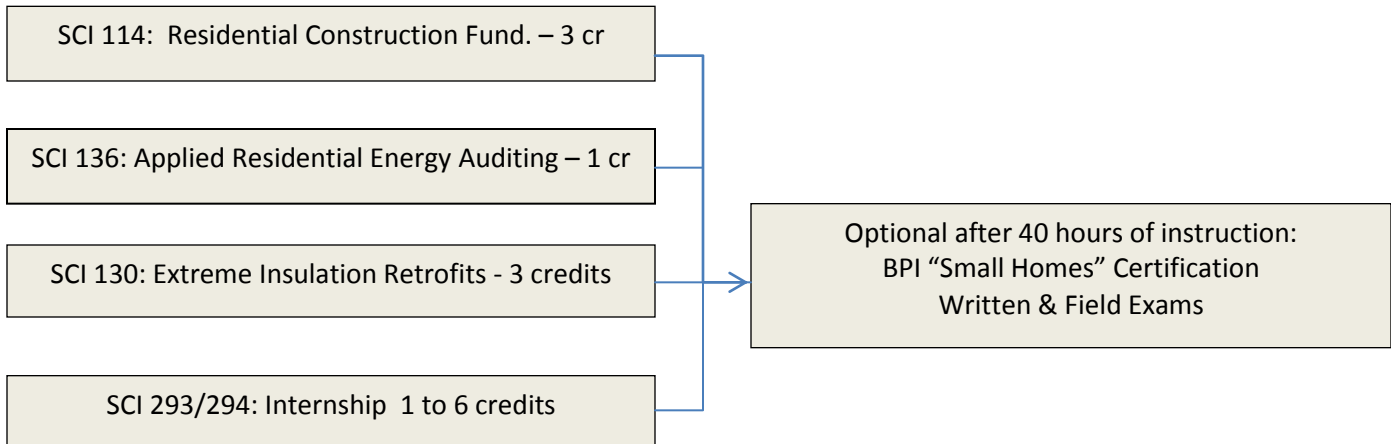 SCI 114: Residential Construction Fund. – 3 cr
SCI 136: Applied Residential Energy Auditing – 1 cr
SCI 130: Extreme Insulation Retrofits - 3 credits
SCI 293/294: Internship 1 to 6 credits
Optional after 40 hours of instruction:
BPI “Small Homes” Certification
Written & Field Exams